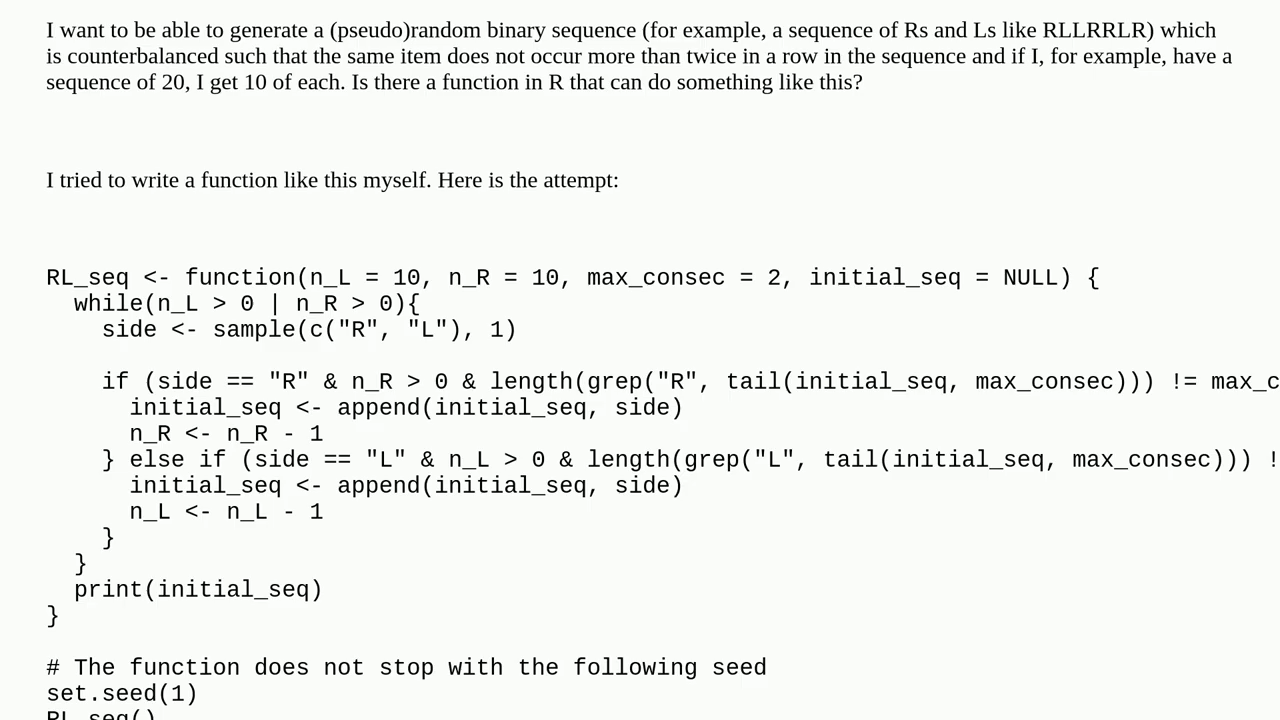 I want to be able to generate a (pseudo)random binary sequence (for example, a sequence of Rs and Ls like RLLRRLR) which
is counterbalanced such that the same item does not occur more than twice in a row in the sequence and if I, for example, have a
sequence of 20, I get 10 of each. Is there a function in R that can do something like this?
I tried to write a function like this myself. Here is the attempt:
RL_seq <- function(n_L = 10, n_R = 10, max_consec = 2, initial_seq = NULL) {
  while(n_L > 0 | n_R > 0){
    side <- sample(c("R", "L"), 1)
    if (side == "R" & n_R > 0 & length(grep("R", tail(initial_seq, max_consec))) != max_c
      initial_seq <- append(initial_seq, side)
      n_R <- n_R - 1
    } else if (side == "L" & n_L > 0 & length(grep("L", tail(initial_seq, max_consec))) !
      initial_seq <- append(initial_seq, side)
      n_L <- n_L - 1
    }
  }
  print(initial_seq)
}
# The function does not stop with the following seed
set.seed(1)
RL_seq()